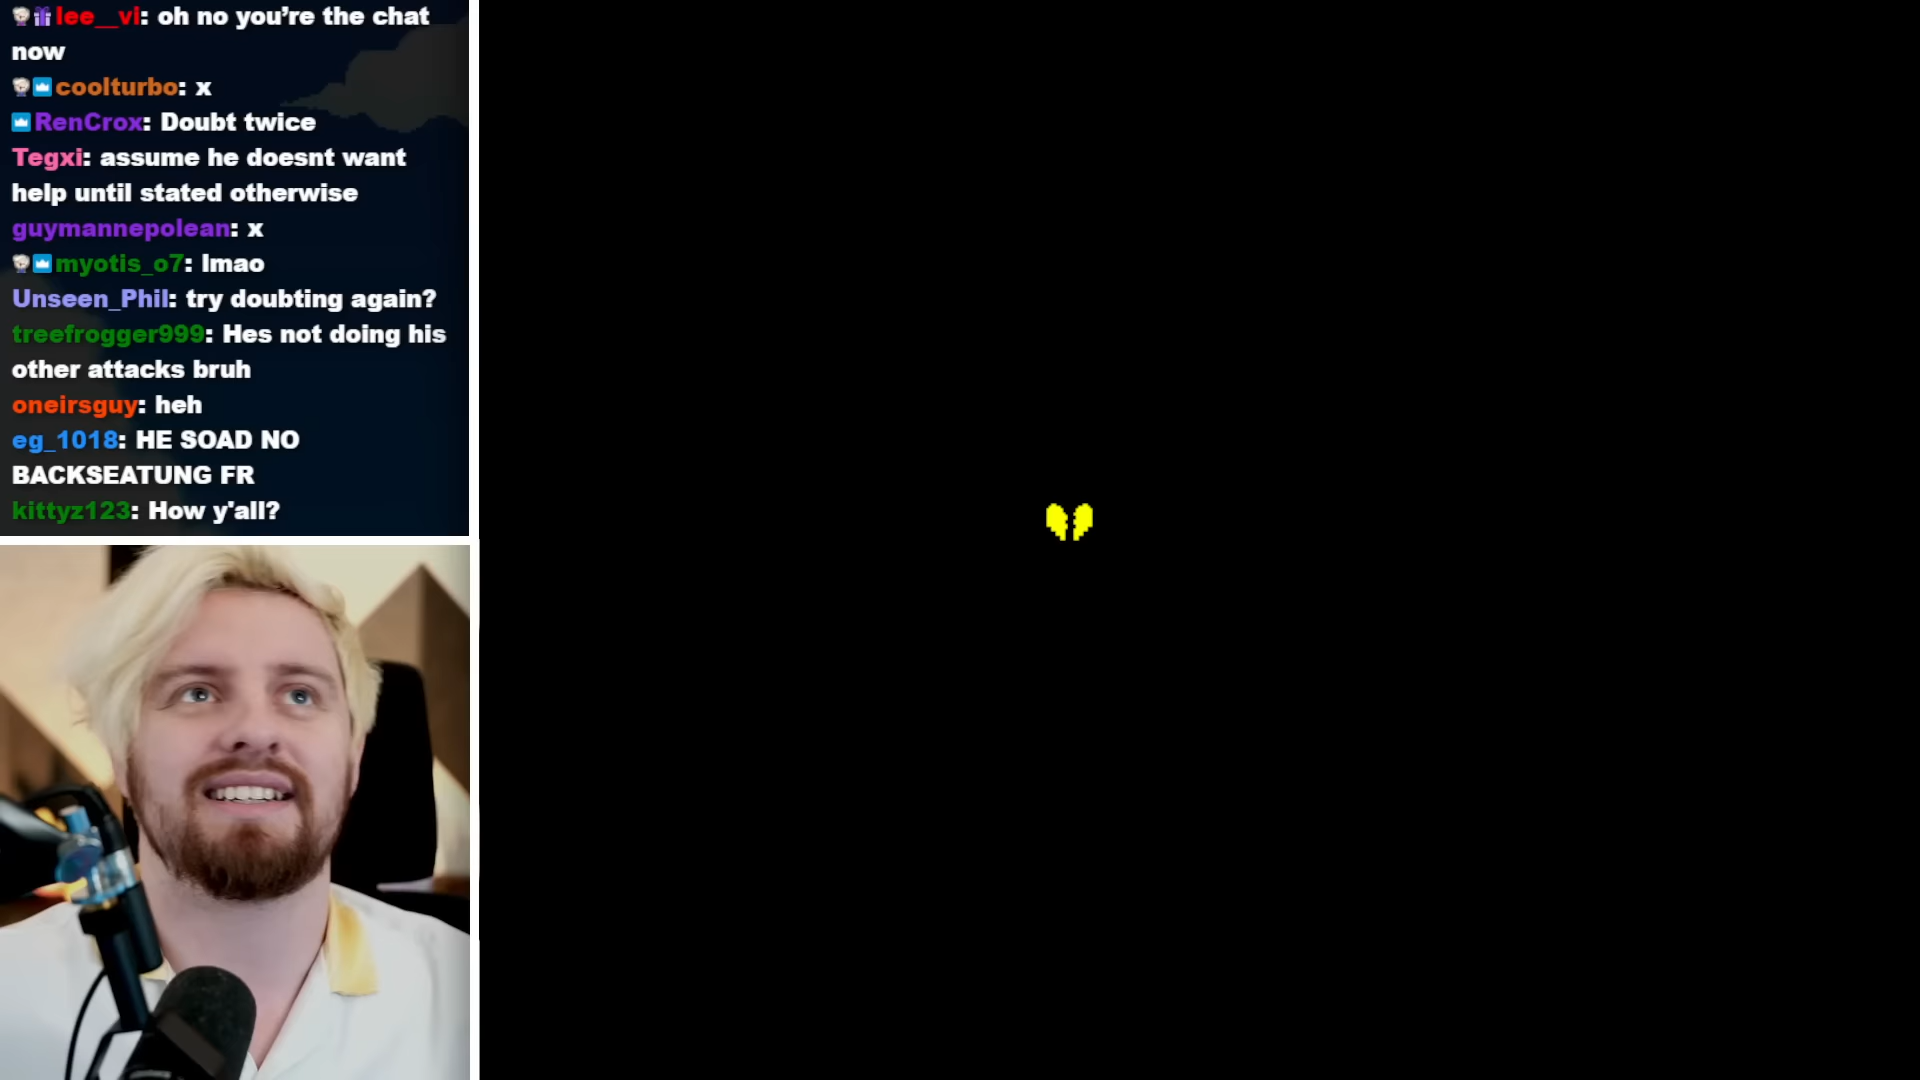 lee__vi: oh no you’re the chat
now
coolturbo: x
RenCrox: Doubt twice
Tegxi: assume he doesnt want
help until stated otherwise
guymannepolean: x
myotis_o7: lmao
Unseen_Phil: try doubting again?
treefrogger999: Hes not doing his
other attacks bruh
oneirsguy: heh
eg_1018: HE SOAD NO
BACKSEATUNG FR
kittyz123: How y'all?